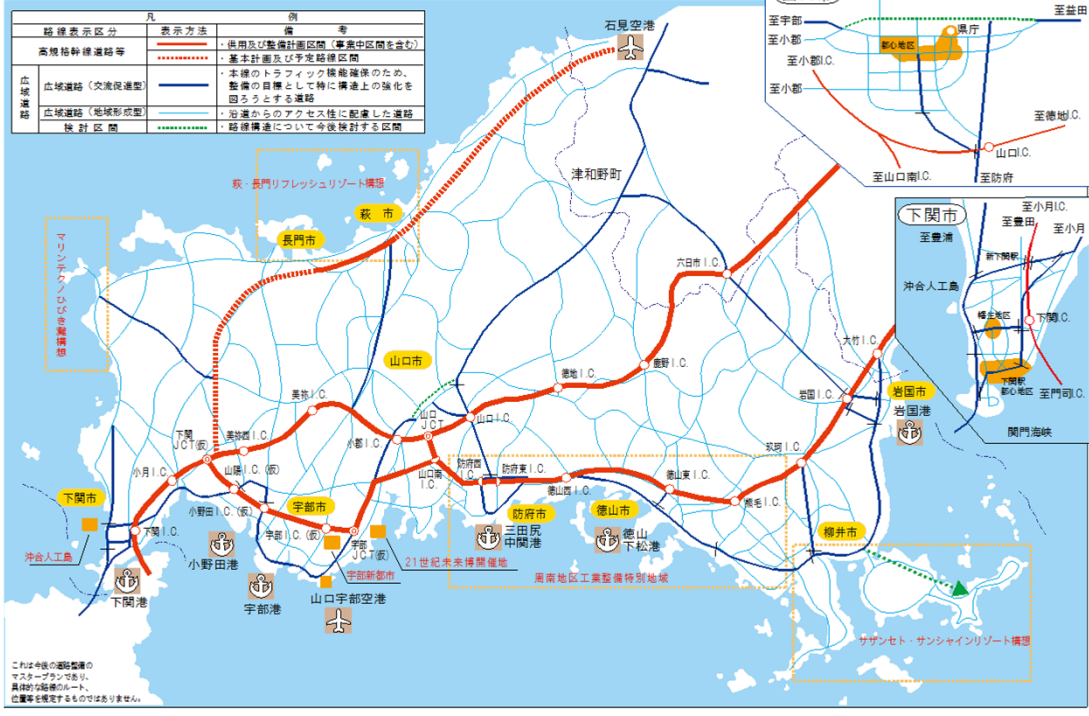 凡例
路線表示区分 表示方法 備考
高規格幹線道路等
・供用及び整備計画区間（事業中区間を含む）
・基本計画及び予定路線区間
広域道路
広域道路（交流促進型）
・本線のトラフィック機能確保のため、
整備の目標として特に構造上の強化を
図ろうとする道路
広域道路（地域形成型）
・沿道からのアクセス性に配慮した道路
検討区間
・路線構造について今後検討する区間
石見空港
至宇部
至益田
至小郡
県庁
都心地区
至小郡I.C.
至小郡
至徳地I.C.
山口I.C.
至山口南I.C.
至防府
津和野町
萩・長門リフレッシュリゾート構想
萩 市
長門市
マリンテクノひびき灘構想
下関市
至小月I.C.
至豊田
至小月
至豊浦
新下関駅
沖合人工島
幡生地区
下関I.C.
下関駅
都心地区
至門司I.C.
関門海峡
六日市I.C.
大竹I.C.
山口市
鹿野I.C.
徳地I.C.
岩国I.C.
岩国市
岩国港
美祢I.C.
山口
JCT
山口I.C.
小郡I.C.
下関
JCT(仮)
美祢西I.C.
玖珂I.C.
小月I.C.
山陽I.C.(仮)
山口南
I.C.
防府西
I.C.
防府東I.C.
徳山西I.C.
徳山東I.C.
熊毛I.C.
下関市
小野田I.C.(仮)
宇部市
防府市
徳山市
柳井市
下関I.C.
宇部I.C.(仮)
宇部
JCT(仮)
三田尻
中関港
徳山
下松港
沖合人工島
小野田港
21世紀未来博開催地
宇部新都市
周南地区工業整備特別地域
下関港
宇部港
山口宇部空港
サザンセト・サンシャインリゾート構想
これは今後の道路整備の
マスタープランであり、
具体的な路線のルート、
位置等を規定するものではありません。